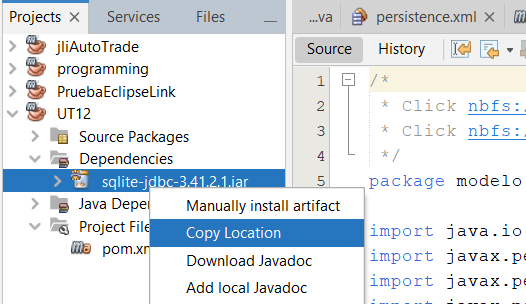 Projects
Services
Files
...va
persistence.xml
jliAutoTrade
programming
PruebaEclipseLink
UT12
Source Packages
Dependencies
sqlite-jdbc-3.41.2.1.jar
Java Depe
Project File
pom.xm
Manually install artifact
Copy Location
Download Javadoc
Add local Javadoc
Source
History
1 /*
2 * Click nbfs:/
3 * Click nbfs:/
4 */
5 package modelo
6
7 import java.io
import javax.pe
import javax.pe